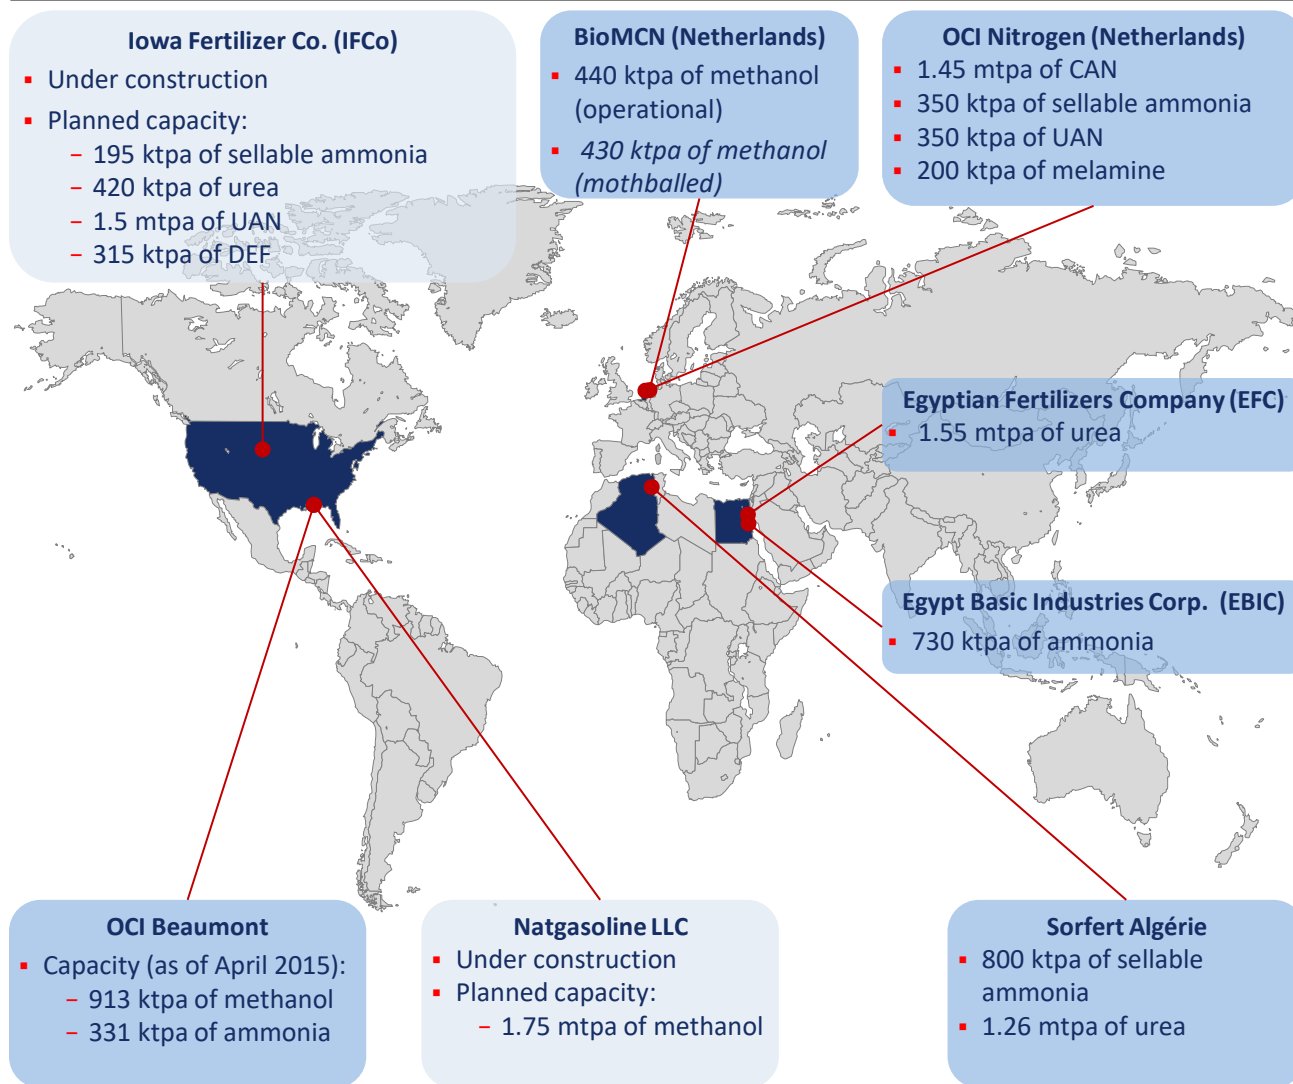 Iowa Fertilizer Co. (IFCo)
▪ Under construction
▪ Planned capacity:
– 195 ktpa of sellable ammonia
– 420 ktpa of urea
– 1.5 mtpa of UAN
– 315 ktpa of DEF
BioMCN (Netherlands)
▪ 440 ktpa of methanol
(operational)
▪ 430 ktpa of methanol
(mothballed)
OCI Nitrogen (Netherlands)
▪ 1.45 mtpa of CAN
▪ 350 ktpa of sellable ammonia
▪ 350 ktpa of UAN
▪ 200 ktpa of melamine
Egyptian Fertilizers Company (EFC)
▪ 1.55 mtpa of urea
Egypt Basic Industries Corp. (EBIC)
▪ 730 ktpa of ammonia
OCI Beaumont
▪ Capacity (as of April 2015):
– 913 ktpa of methanol
– 331 ktpa of ammonia
Natgasoline LLC
▪ Under construction
▪ Planned capacity:
– 1.75 mtpa of methanol
Sorfert Algérie
▪ 800 ktpa of sellable
ammonia
▪ 1.26 mtpa of urea